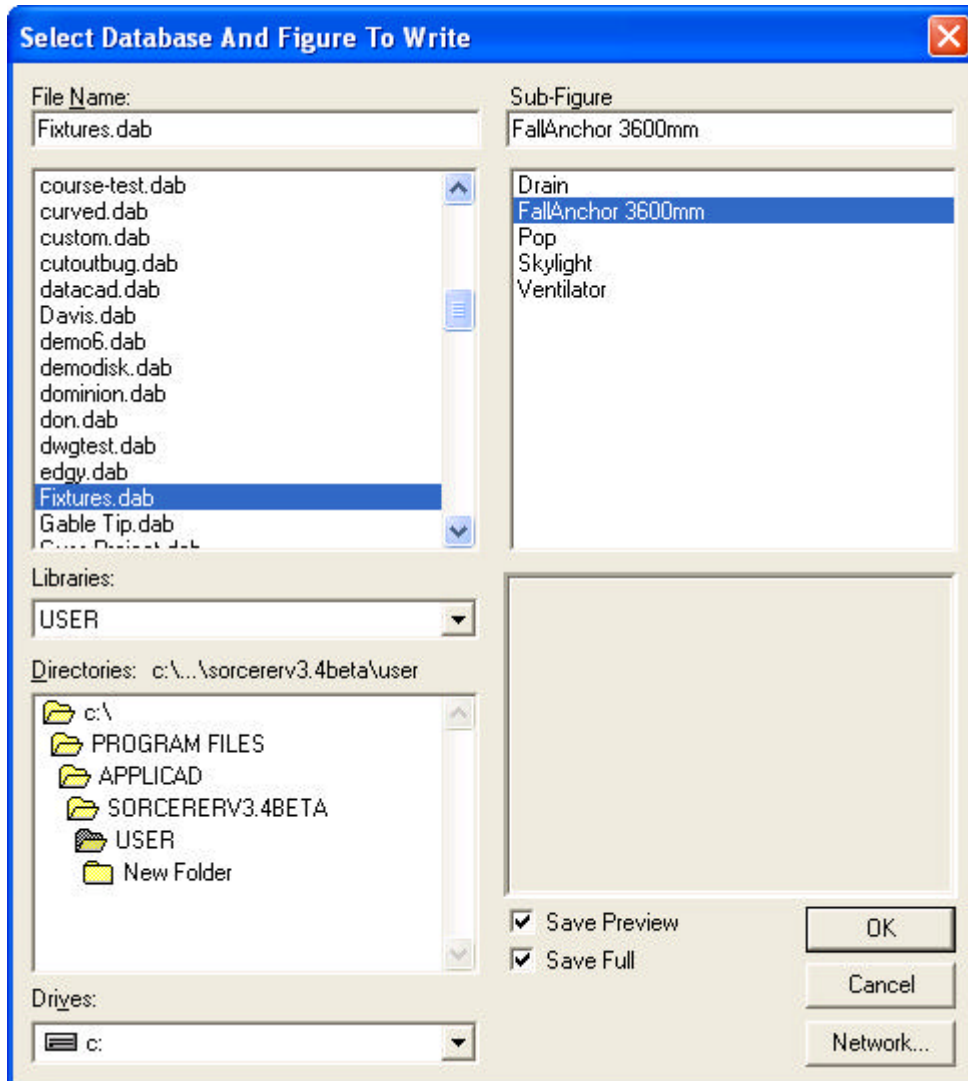 Select Database And Figure To Write
File Name:
Fixtures.dab
course-test.dab
curved.dab
custom.dab
cutoutbug.dab
datacad.dab
Davis.dab
demo6.dab
demodisk.dab
dominion.dab
don.dab
dwgtest.dab
edgy.dab
Fixtures.dab
Gable Tip.dab
Libraries:
USER
Directories: c:\...\sorcererv3.4beta\user
c:\
PROGRAM FILES
APPLICAD
SORCERERV3.4BETA
USER
New Folder
Drives:
c:
Sub-Figure
FallAnchor 3600mm
Drain
FallAnchor 3600mm
Pop
Skylight
Ventilator
Save Preview
Save Full
OK
Cancel
Network...